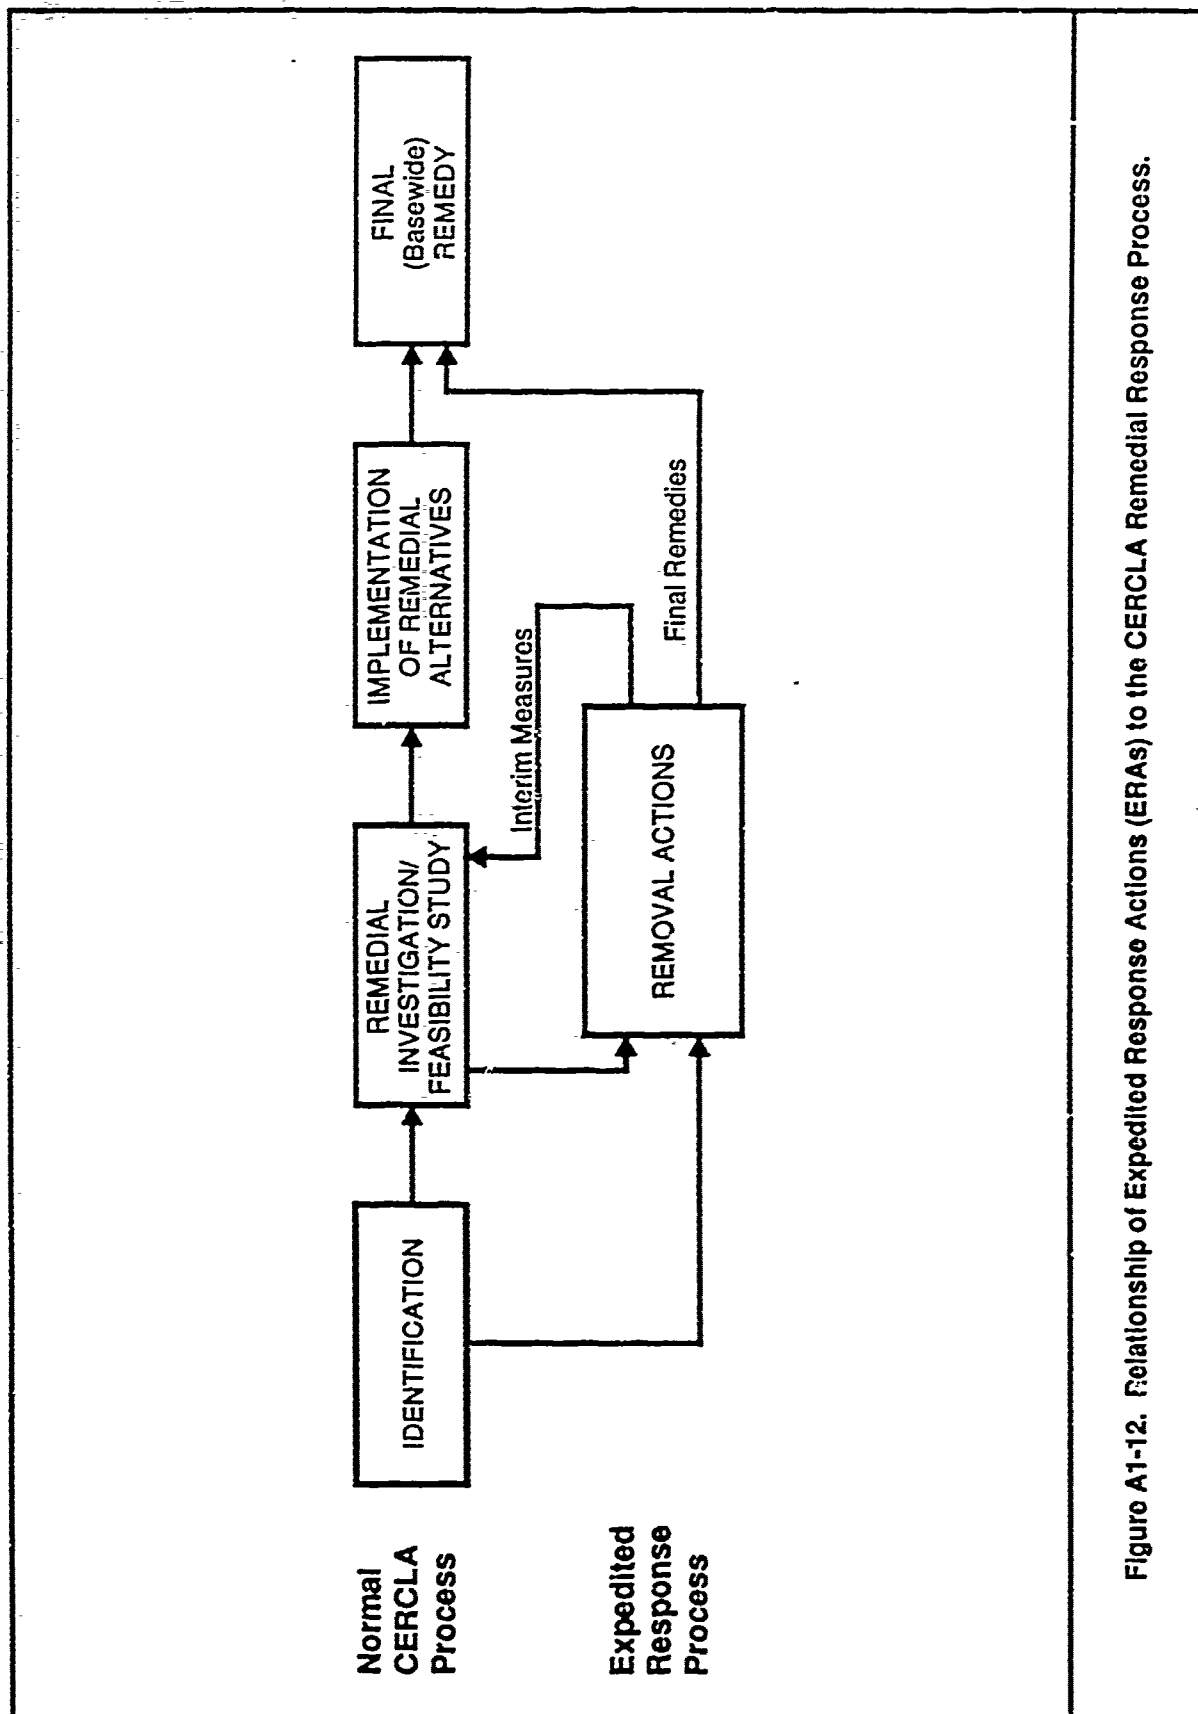 Normal
CERCLA
Process
IDENTIFICATION
REMEDIAL
INVESTIGATION/
FEASIBILITY STUDY
IMPLEMENTATION
OF REMEDIAL
ALTERNATIVES
FINAL
(Basewide)
REMEDY
Interim Measures
Final Remedies
Expedited
Response
Process
REMOVAL ACTIONS
Figure A1-12. Relationship of Expedited Response Actions (ERAs) to the CERCLA Remedial Response Process.